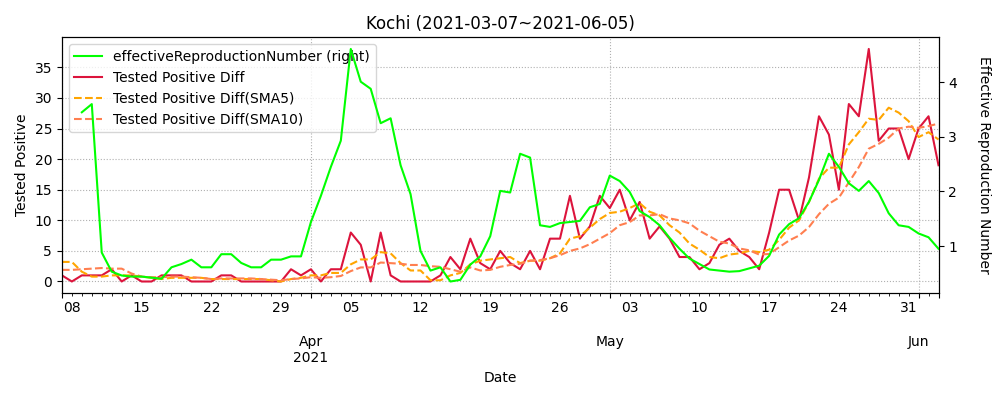 Kochi (2021-03-07~2021-06-05)
effectiveReproductionNumber (right)
Tested Positive Diff
Tested Positive Diff(SMA5)
Tested Positive Diff(SMA10)
Tested Positive
35
30
25
20
15
10
5
0
4
3
2
1
Effective Reproduction Number
08 15 22 29 05 12 19 26 03 10 17 24 31
Apr May Jun
2021
Date